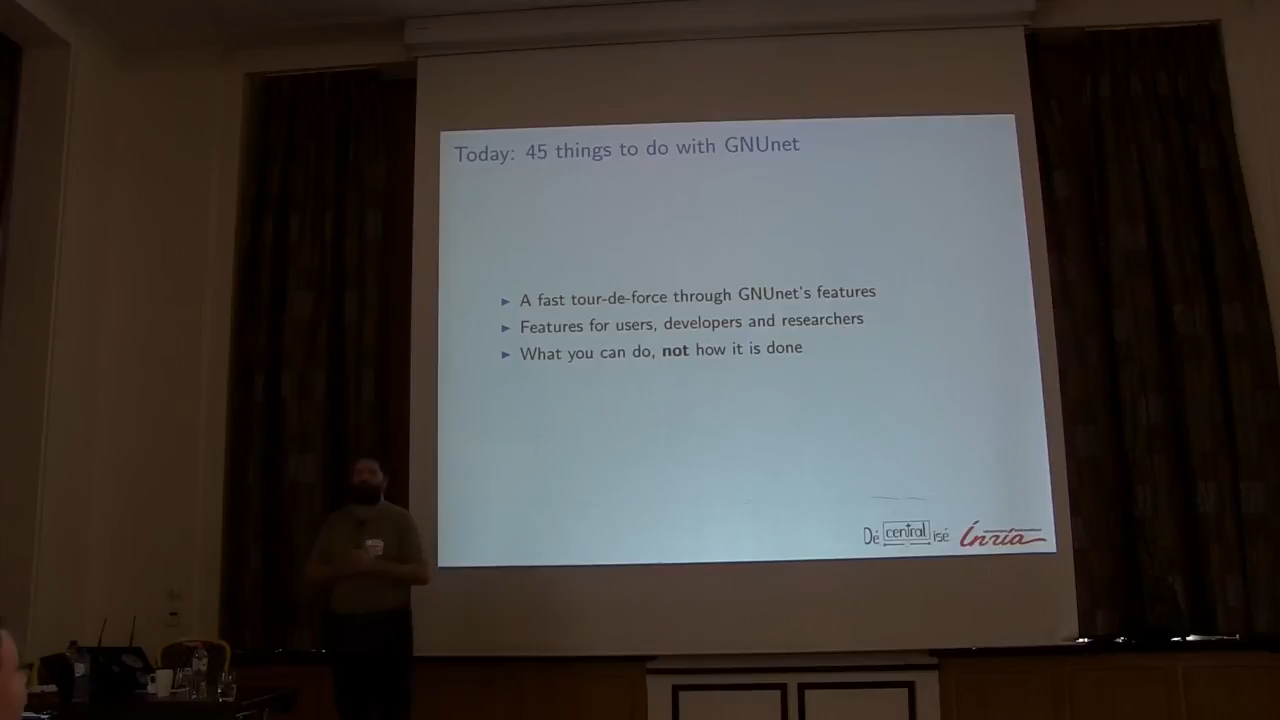 Today: 45 things to do with GNUnet
A fast tour-de-force through GNUnet's features
Features for users, developers and researchers
What you can do, not how it is done
Dé central isé Inria